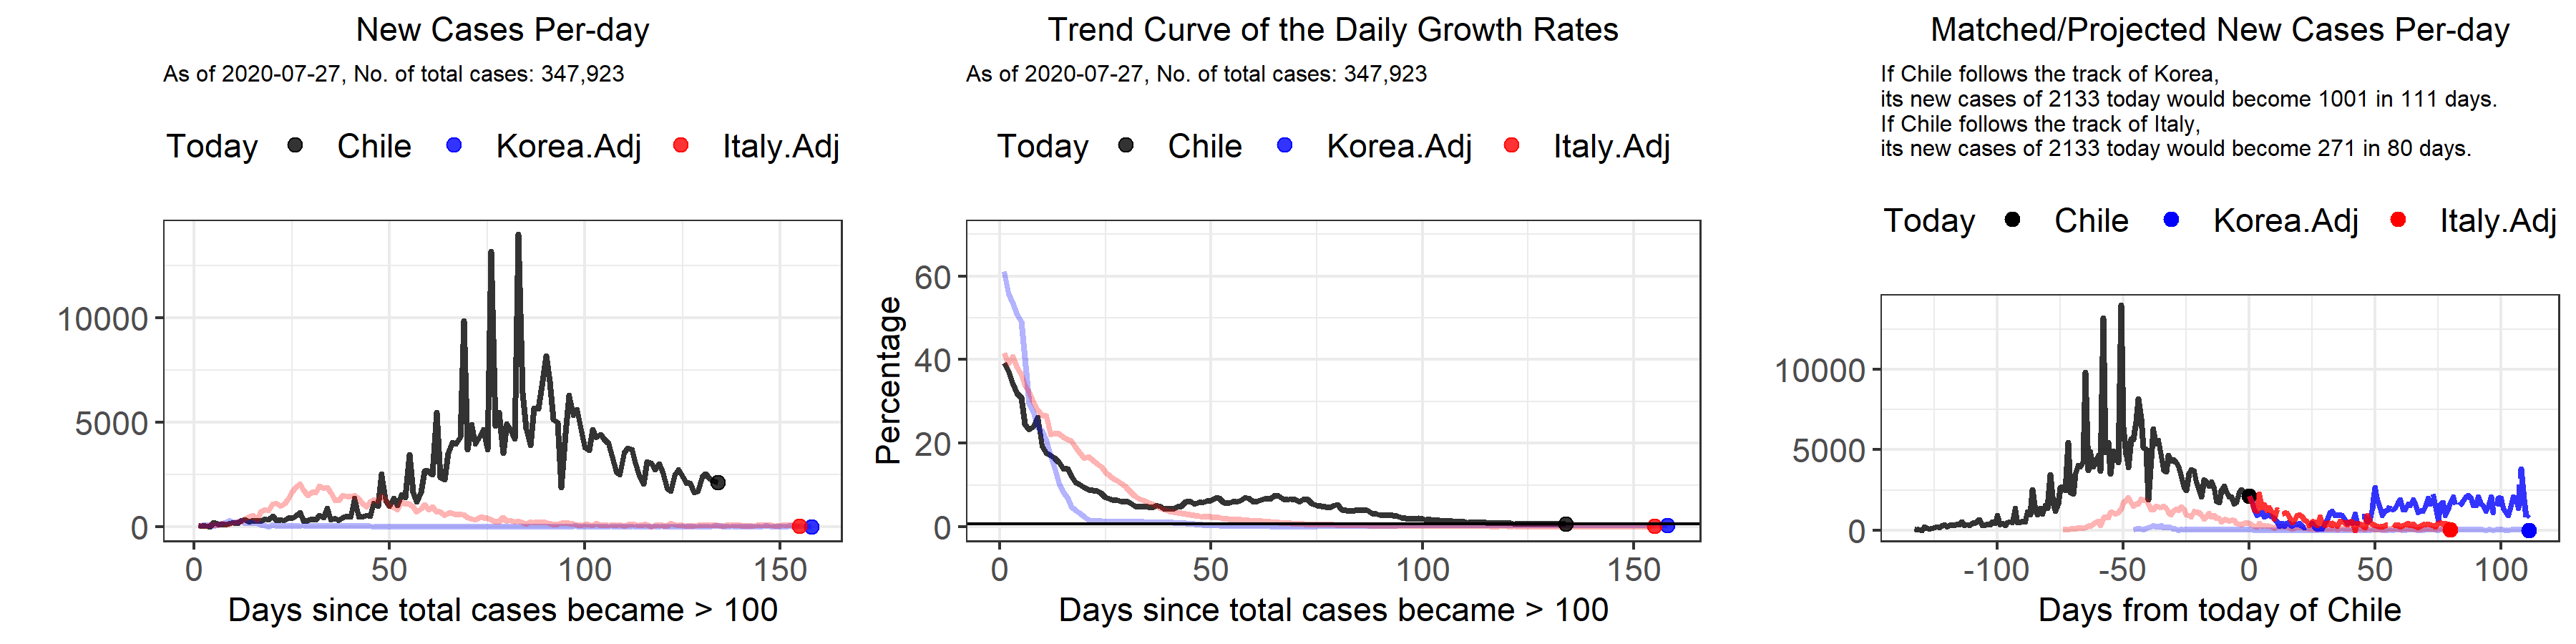 New Cases Per-day
As of 2020-07-27, No. of total cases: 347,923
Today Chile Korea.Adj Italy.Adj
10000
5000
0
0 50 100 150
Days since total cases became > 100
Trend Curve of the Daily Growth Rates
As of 2020-07-27, No. of total cases: 347,923
Today Chile Korea.Adj Italy.Adj
Percentage
60
40
20
0
0 50 100 150
Days since total cases became > 100
Matched/Projected New Cases Per-day
If Chile follows the track of Korea,
its new cases of 2133 today would become 1001 in 111 days.
If Chile follows the track of Italy,
its new cases of 2133 today would become 271 in 80 days.
Today Chile Korea.Adj Italy.Adj
10000
5000
0
-100 -50 0 50 100
Days from today of Chile